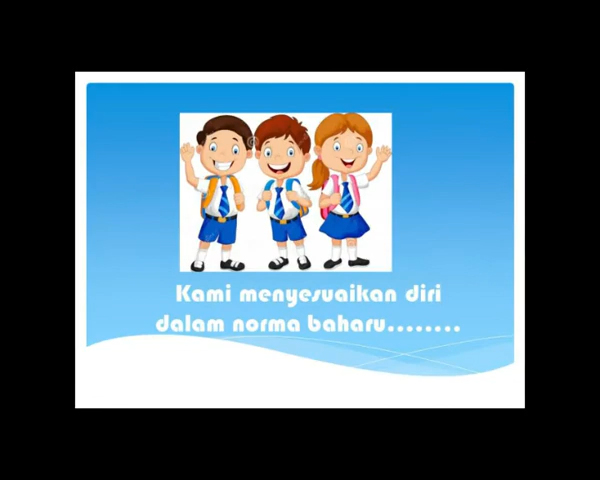 Kami menyesuaikan diri
dalam norma baharu........